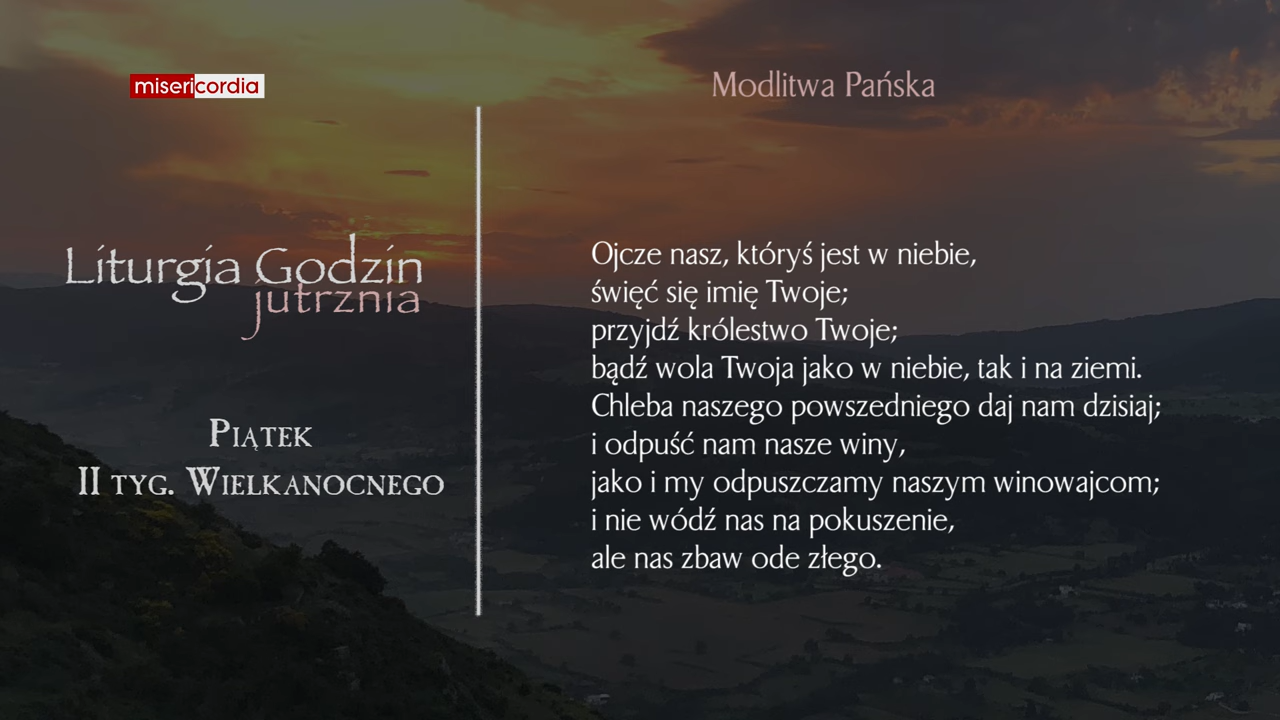 misericordia
Liturgia Godzin
jutrznia
Piątek
II tyg. Wielkanocnego
Modlitwa Pańska
Ojcze nasz, któryś jest w niebie,
święć się imię Twoje;
przyjdź królestwo Twoje;
bądź wola Twoja jako w niebie, tak i na ziemi.
Chleba naszego powszedniego daj nam dzisiaj;
i odpuść nam nasze winy,
jako i my odpuszczamy naszym winowajcom;
i nie wódź nas na pokuszenie,
ale nas zbaw ode złego.